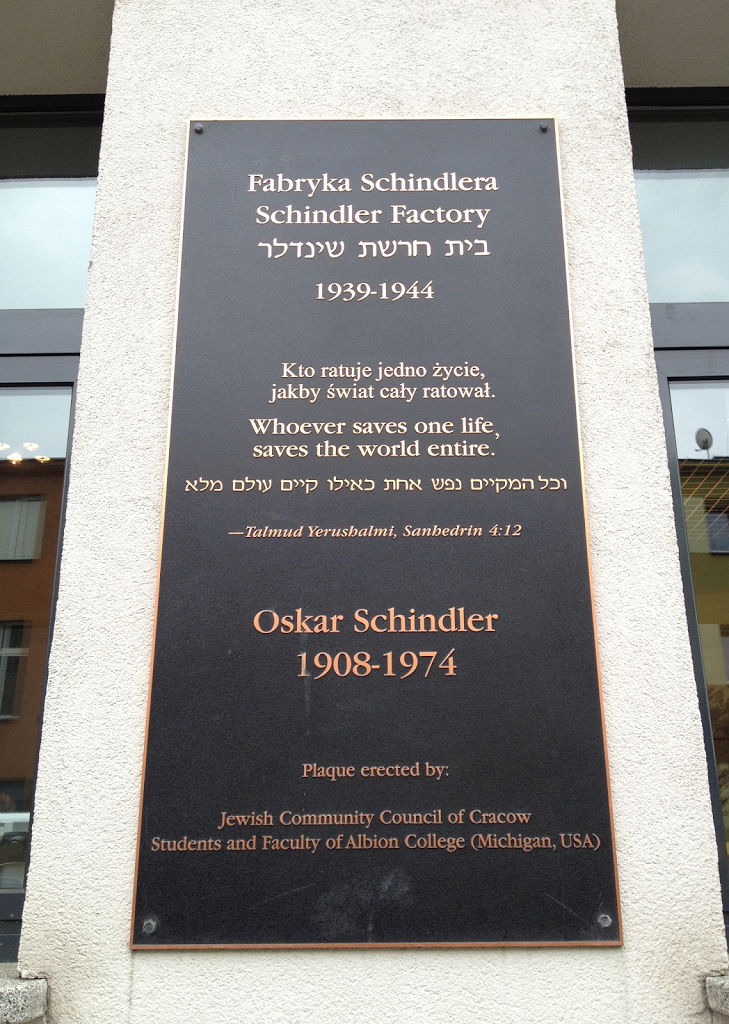 Fabryka Schindlera
Schindler Factory
בית חרשת שינדלר
1939-1944
Kto ratuje jedno życie,
jakby świat cały ratował.
Whoever saves one life,
saves the world entire.
וכל המקיים נפש אחת כאילו קיים עולם מלא
—Talmud Yerushalmi, Sanhedrin 4:12
Oskar Schindler
1908-1974
Plaque erected by:
Jewish Community Council of Cracow
Students and Faculty of Albion College (Michigan, USA)